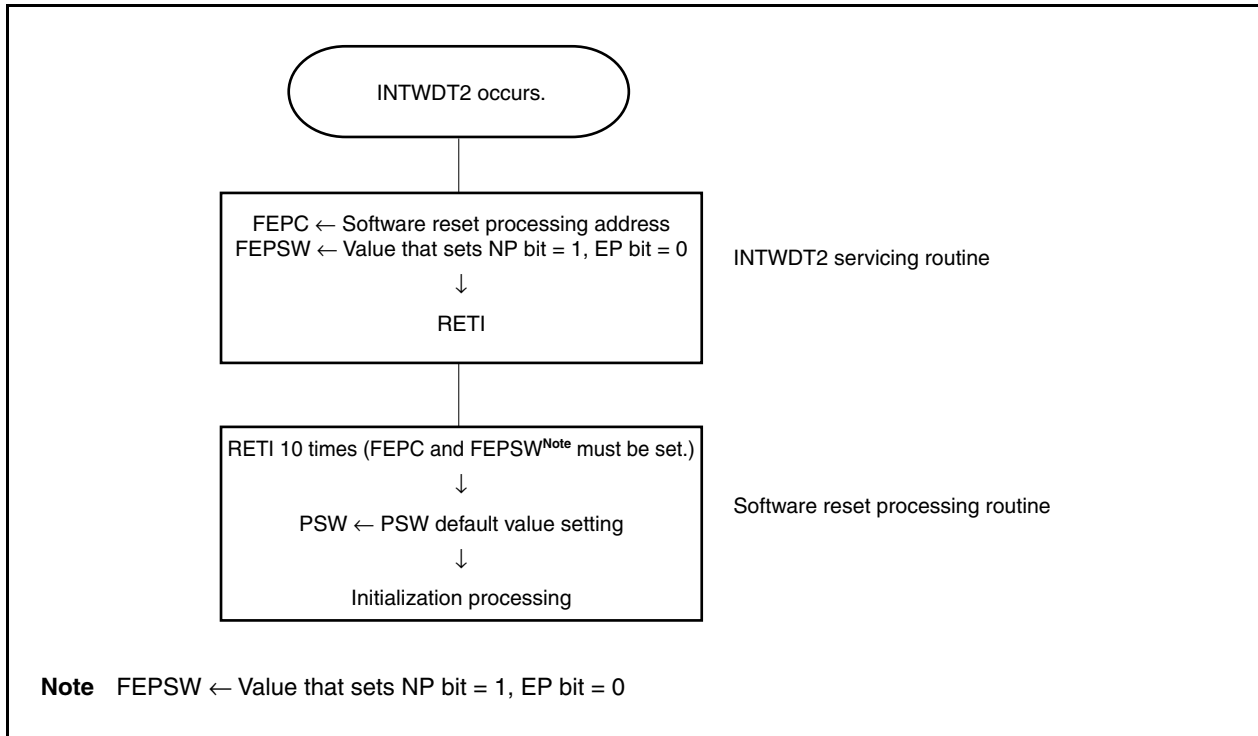 INTWDT2 occurs.
FEPC ← Software reset processing address
FEPSW ← Value that sets NP bit = 1, EP bit = 0
↓
RETI
INTWDT2 servicing routine
RETI 10 times (FEPC and FEPSWNote must be set.)
↓
PSW ← PSW default value setting
↓
Initialization processing
Software reset processing routine
Note FEPSW ← Value that sets NP bit = 1, EP bit = 0